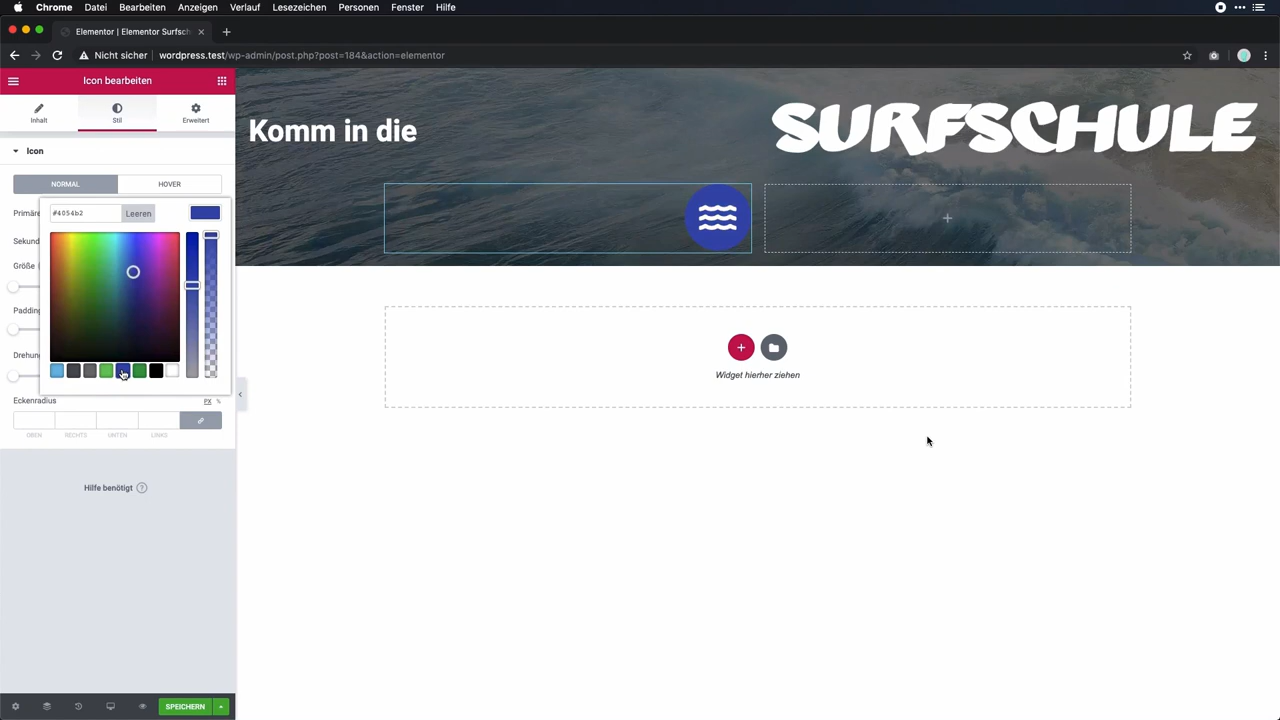 Chrome Datei Bearbeiten Anzeigen Verlauf Lesezeichen Personen Fenster Hilfe
Elementor | Elementor Surfsch
Nicht sicher | wordpress.test/wp-admin/post.php?post=184&action=elementor
Icon bearbeiten
Inhalt Stil Erweitert
Icon
NORMAL HOVER
Komm in die
SURFSCHULE
Primäre
#4054b2 Leeren
Sekund
Größe (
Padding
Drehung
Eckenradius PX %
OBEN RECHTS UNTEN LINKS
Hilfe benötigt ?
Widget hierher ziehen
SPEICHERN